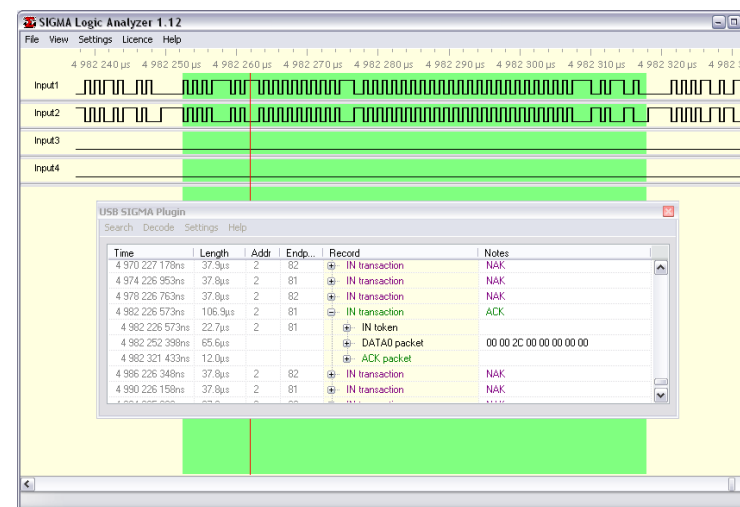 SIGMA Logic Analyzer 1.12
File View Settings Licence Help
4 982 240 µs 4 982 250 µs 4 982 260 µs 4 982 270 µs 4 982 280 µs 4 982 290 µs 4 982 300 µs 4 982 310 µs 4 982 320 µs 4 982
Input1
Input2
Input3
Input4
USB SIGMA Plugin
Search Decode Settings Help
Time Length Addr Endp... Record Notes
4 970 227 178ns 37.9µs 2 82 IN transaction NAK
4 974 226 953ns 37.8µs 2 81 IN transaction NAK
4 978 226 763ns 37.8µs 2 82 IN transaction NAK
4 982 226 573ns 106.9µs 2 81 IN transaction ACK
4 982 226 573ns 22.7µs 2 81 IN token
4 982 252 398ns 65.6µs DATA0 packet 00 00 2C 00 00 00 00 00
4 982 321 433ns 12.0µs ACK packet
4 986 226 348ns 37.8µs 2 82 IN transaction NAK
4 990 226 158ns 37.8µs 2 81 IN transaction NAK